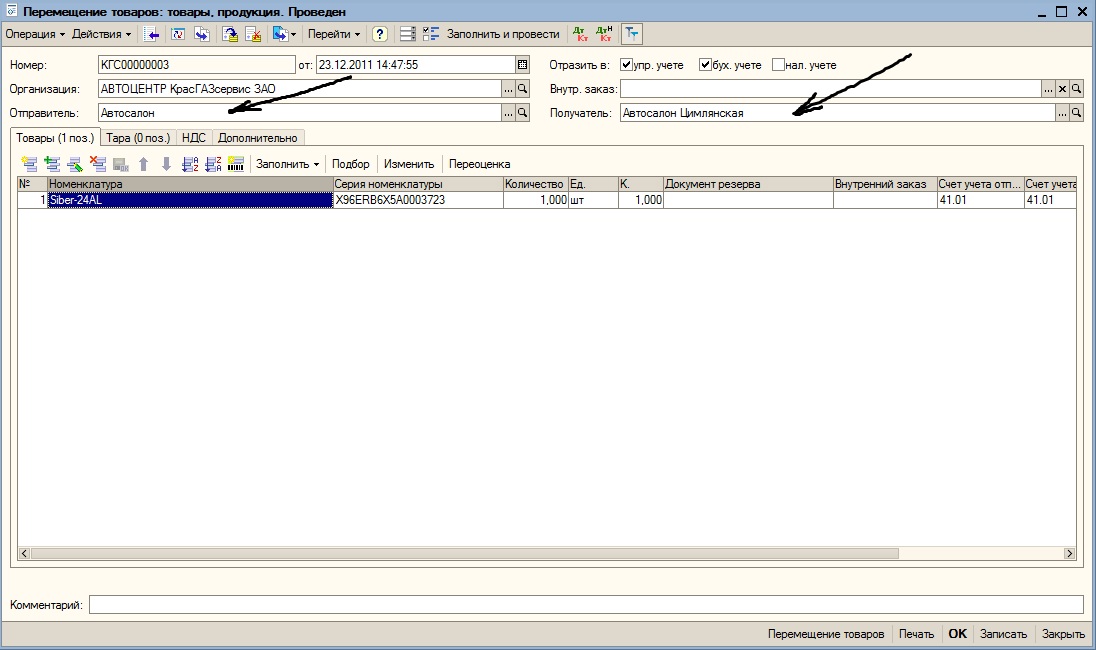 Перемещение товаров: товары, продукция. Проведен
Операция Действия Перейти ? Заполнить и провести
Номер: КГС00000003 от: 23.12.2011 14:47:55 Отразить в: упр. учете бух. учете нал. учете
Организация: АВТОЦЕНТР КрасГАЗсервис ЗАО Внутр. заказ:
Отправитель: Автосалон Получатель: Автосалон Цимлянская
Товары (1 поз.) Тара (0 поз.) НДС Дополнительно
Заполнить Подбор Изменить Переоценка
№ Номенклатура Серия номенклатуры Количество Ед. К. Документ резерва Внутренний заказ Счет учета отп... Счет учета
1 Siber-24AL X96ERB6X5A0003723 1,000 шт 1,000 41.01 41.01
Комментарий:
Перемещение товаров Печать OK Записать Закрыть